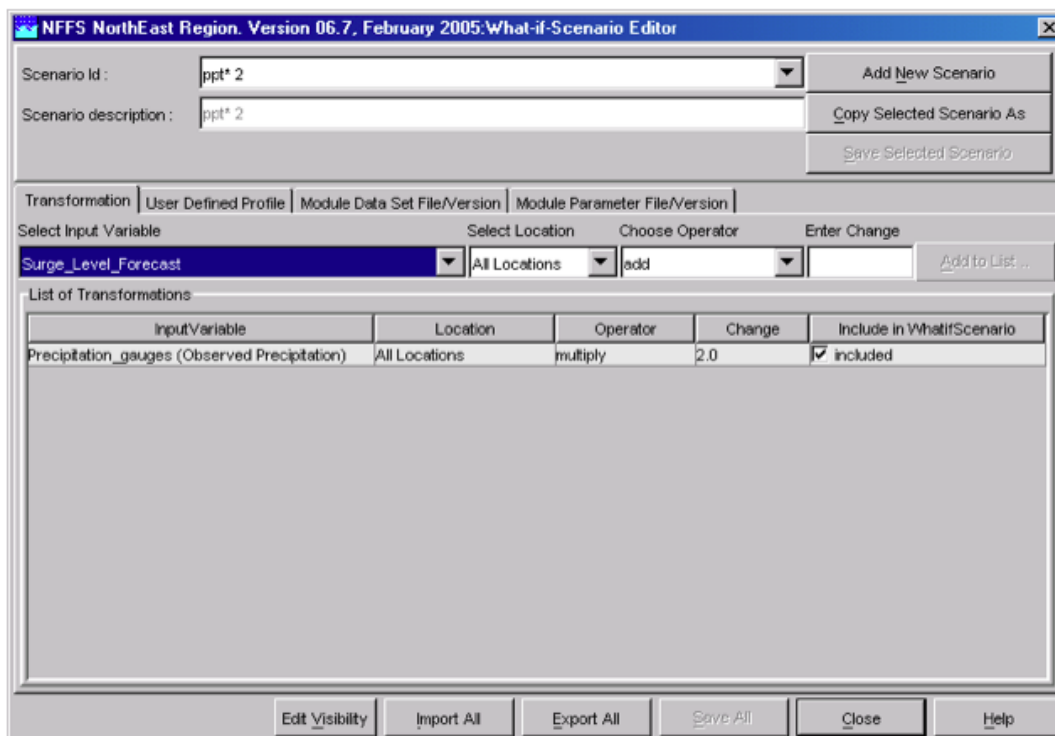 NFFS NorthEast Region. Version 06.7, February 2005:What-if-Scenario Editor
Scenario Id : ppt* 2 Add New Scenario
Scenario description : ppt* 2 Copy Selected Scenario As
Save Selected Scenario
Transformation User Defined Profile Module Data Set File/Version Module Parameter File/Version
Select Input Variable Select Location Choose Operator Enter Change
Surge_Level_Forecast All Locations add Add to List ...
List of Transformations
InputVariable Location Operator Change Include in WhatifScenario
Precipitation_gauges (Observed Precipitation) All Locations multiply 2.0 included
Edit Visibility Import All Export All Save All Close Help